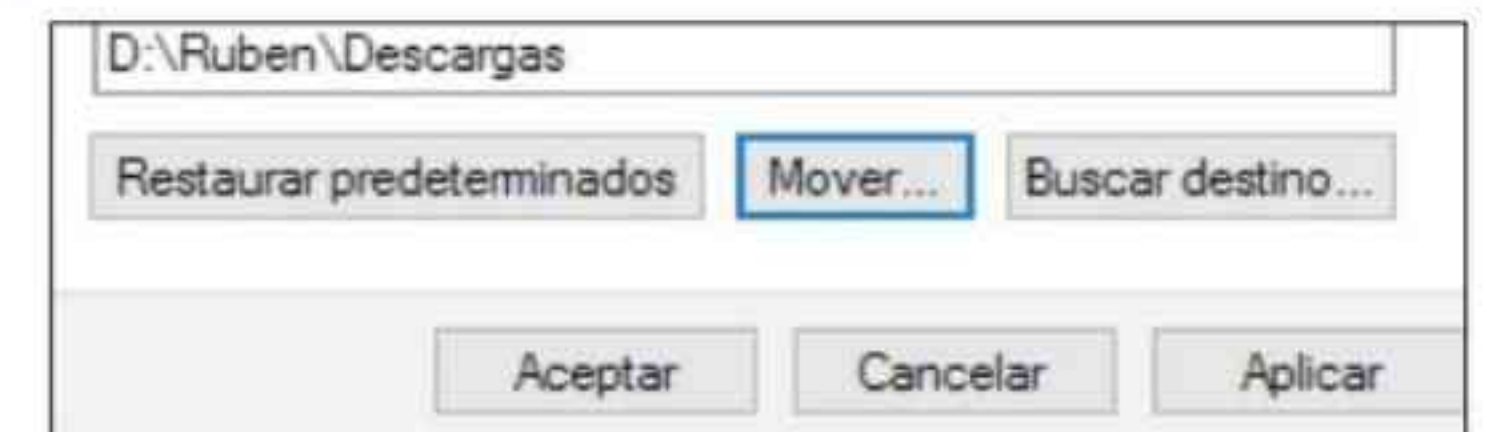 D:\Ruben\Descargas
Restaurar predeterminados Mover... Buscar destino...
Aceptar Cancelar Aplicar